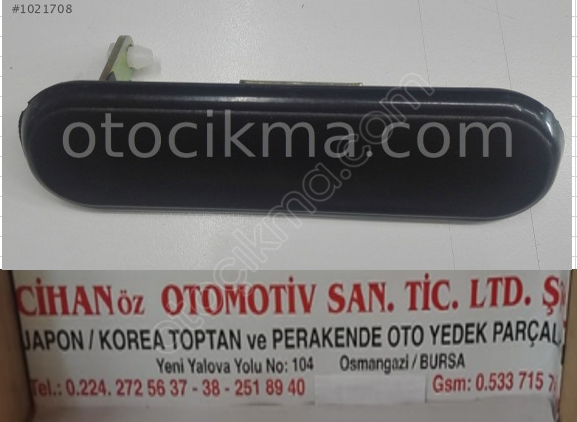 #1021708
otocikma.com
otocikma.com
CİHANöz OTOMOTİV SAN. TİC. LTD. Ş
JAPON / KOREA TOPTAN ve PERAKENDE OTO YEDEK PARÇAL
Yeni Yalova Yolu No: 104 Osmangazi / BURSA
Tel.: 0.224. 272 56 37 - 38 - 251 89 40 Gsm: 0.533 715